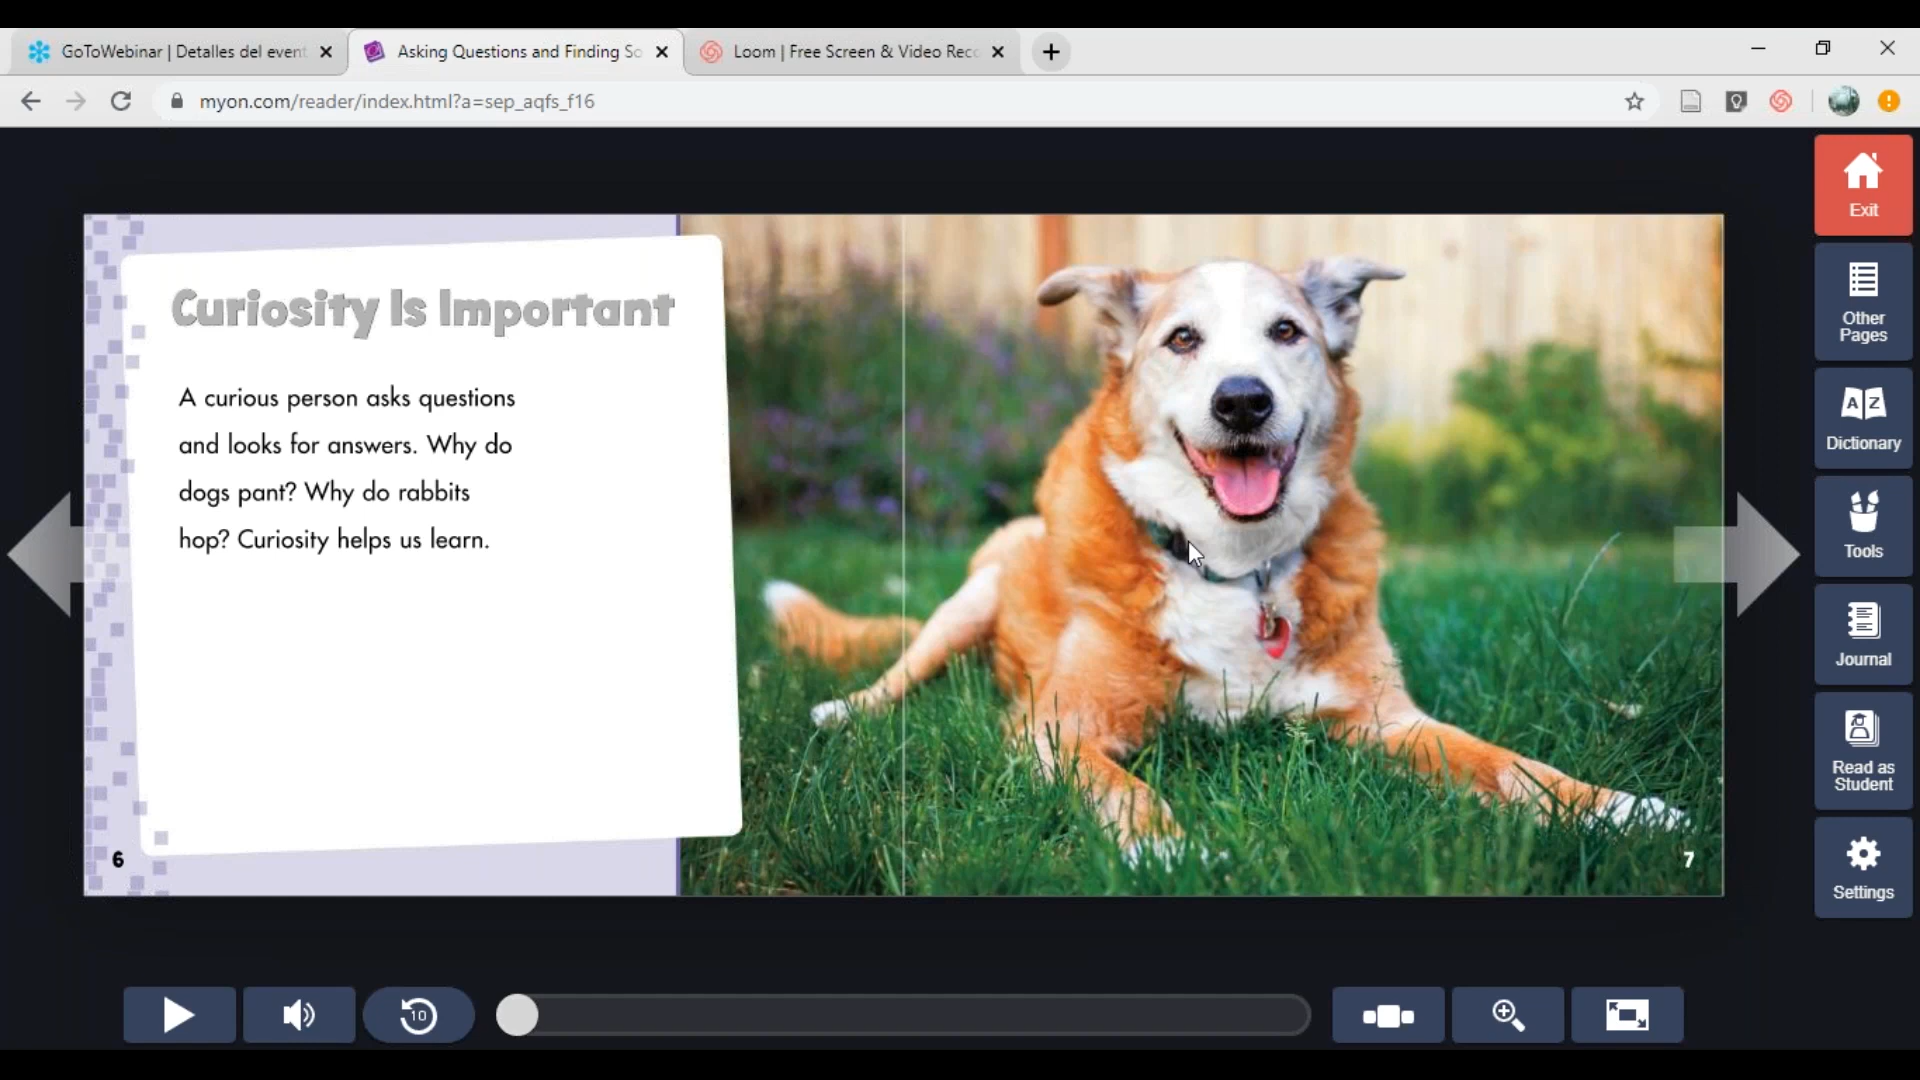 GoToWebinar | Detalles del event
Asking Questions and Finding So
Loom | Free Screen & Video Rec
myon.com/reader/index.html?a=sep_aqfs_f16
Exit
Curiosity Is Important
Other
Pages
A curious person asks questions
and looks for answers. Why do
dogs pant? Why do rabbits
hop? Curiosity helps us learn.
A Z
Dictionary
Tools
Journal
Read as
Student
Settings
6
7
10